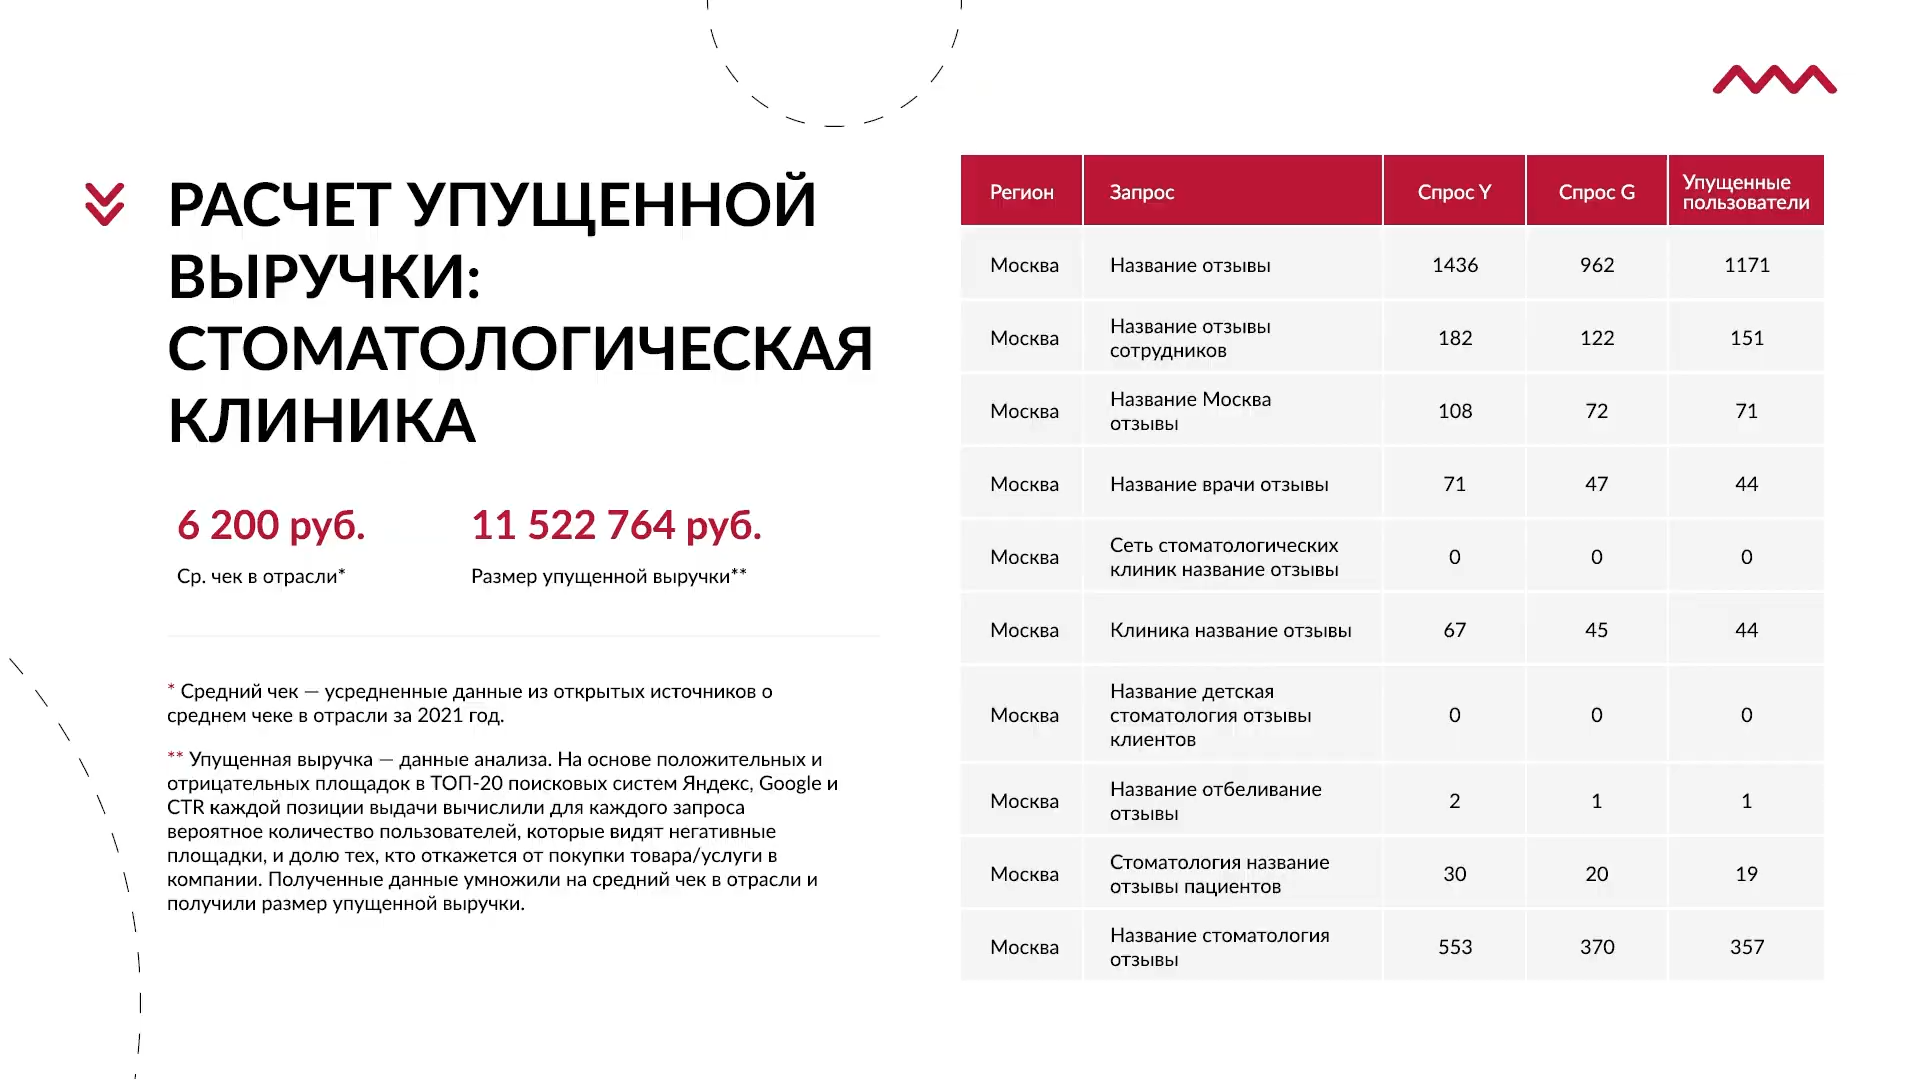 РАСЧЕТ УПУЩЕННОЙ
ВЫРУЧКИ:
СТОМАТОЛОГИЧЕСКАЯ
КЛИНИКА
6 200 руб.
Ср. чек в отрасли*
11 522 764 руб.
Размер упущенной выручки**
* Средний чек — усредненные данные из открытых источников о
среднем чеке в отрасли за 2021 год.
** Упущенная выручка — данные анализа. На основе положительных и
отрицательных площадок в ТОП-20 поисковых систем Яндекс, Google и
CTR каждой позиции выдачи вычислили для каждого запроса
вероятное количество пользователей, которые видят негативные
площадки, и долю тех, кто откажется от покупки товара/услуги в
компании. Полученные данные умножили на средний чек в отрасли и
получили размер упущенной выручки.
Регион Запрос Спрос Y Спрос G Упущенные
пользователи
Москва Название отзывы 1436 962 1171
Москва Название отзывы
сотрудников 182 122 151
Москва Название Москва
отзывы 108 72 71
Москва Название врачи отзывы 71 47 44
Москва Сеть стоматологических
клиник название отзывы 0 0 0
Москва Клиника название отзывы 67 45 44
Москва Название детская
стоматология отзывы
клиентов 0 0 0
Москва Название отбеливание
отзывы 2 1 1
Москва Стоматология название
отзывы пациентов 30 20 19
Москва Название стоматология
отзывы 553 370 357